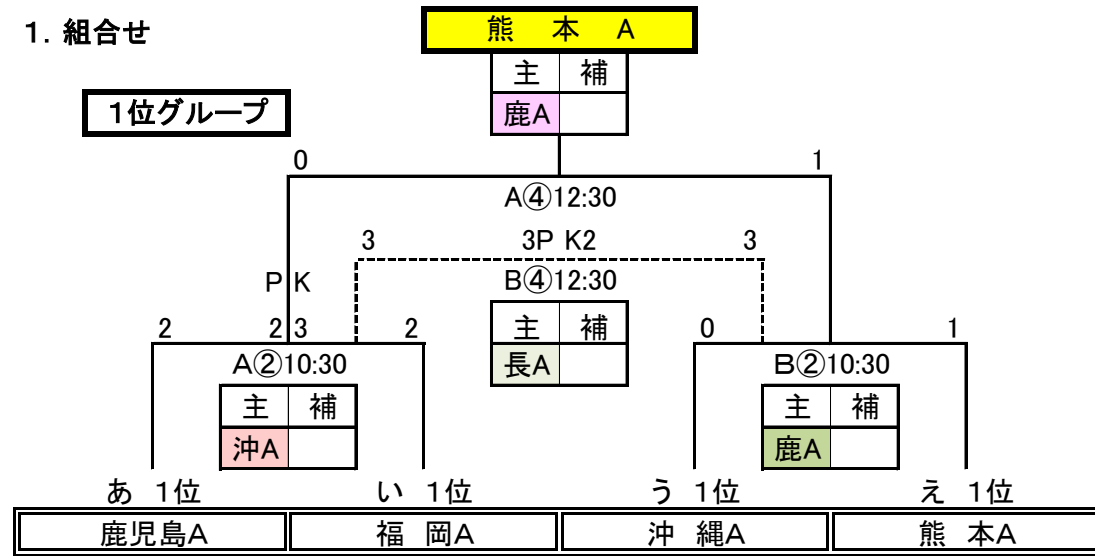 1．組合せ
熊　本　A
主 補
鹿A
1位グループ
0 1
A④12:30
3 3P K2 3
P K
B④12:30
主 補
長A
2 2 3 2 0 1
A②10:30 B②10:30
主 補 主 補
沖A 鹿A
あ 1位 い 1位 う 1位 え 1位
鹿児島A 福　岡A 沖　縄A 熊　本A